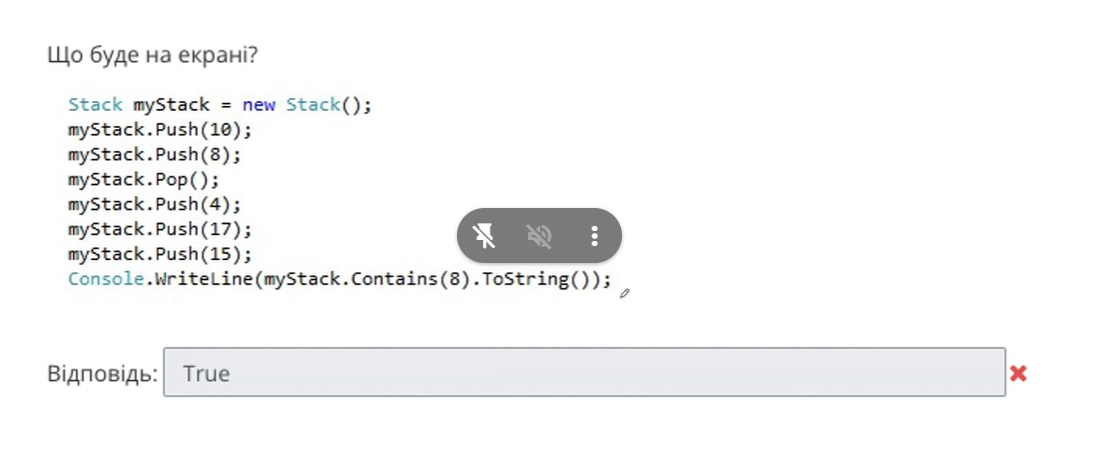 Що буде на екрані?
Stack myStack = new Stack();
myStack.Push(10);
myStack.Push(8);
myStack.Pop();
myStack.Push(4);
myStack.Push(17);
myStack.Push(15);
Console.WriteLine(myStack.Contains(8).ToString());
Відповідь: True